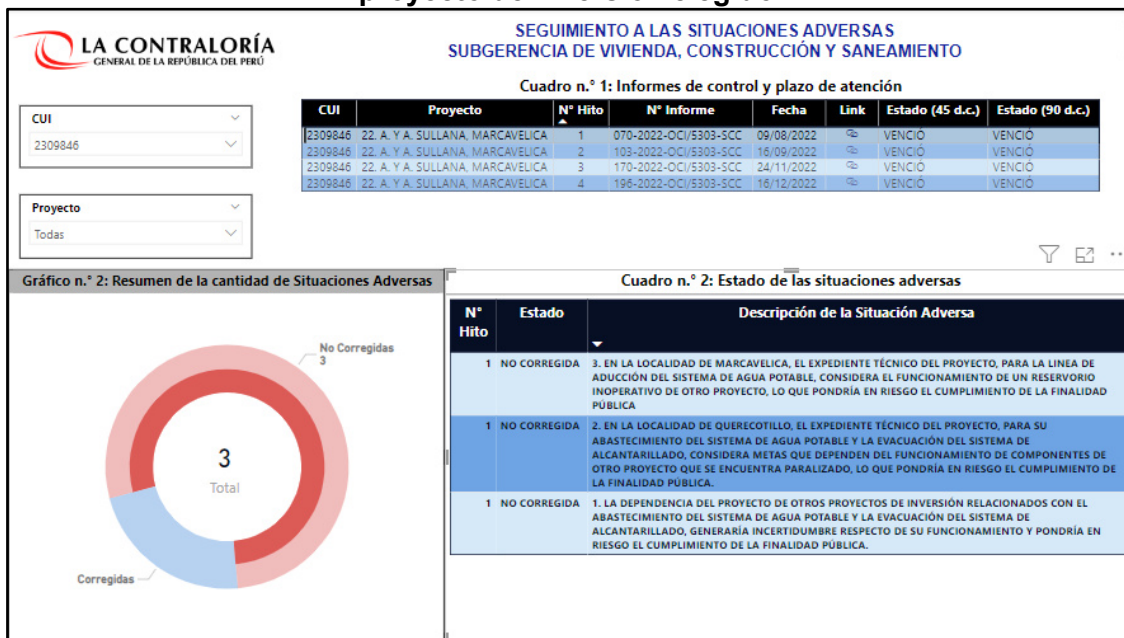 LA CONTRALORÍA
GENERAL DE LA REPÚBLICA DEL PERÚ
SEGUIMIENTO A LAS SITUACIONES ADVERSAS
SUBGERENCIA DE VIVIENDA, CONSTRUCCIÓN Y SANEAMIENTO
Cuadro n.° 1: Informes de control y plazo de atención
CUI
2309846
Proyecto
Todas
CUI Proyecto N° Hito N° Informe Fecha Link Estado (45 d.c.) Estado (90 d.c.)
2309846 22. A. Y A. SULLANA, MARCAVELICA 1 070-2022-OCI/5303-SCC 09/08/2022 VENCIÓ VENCIÓ
2309846 22. A. Y A. SULLANA, MARCAVELICA 2 103-2022-OCI/5303-SCC 16/09/2022 VENCIÓ VENCIÓ
2309846 22. A. Y A. SULLANA, MARCAVELICA 3 170-2022-OCI/5303-SCC 24/11/2022 VENCIÓ VENCIÓ
2309846 22. A. Y A. SULLANA, MARCAVELICA 4 196-2022-OCI/5303-SCC 16/12/2022 VENCIÓ VENCIÓ
Gráfico n.° 2: Resumen de la cantidad de Situaciones Adversas
No Corregidas
3
3
Total
Corregidas
Cuadro n.° 2: Estado de las situaciones adversas
N° Estado Descripción de la Situación Adversa
Hito
1 NO CORREGIDA 3. EN LA LOCALIDAD DE MARCAVELICA, EL EXPEDIENTE TÉCNICO DEL PROYECTO, PARA LA LINEA DE
ADUCCIÓN DEL SISTEMA DE AGUA POTABLE, CONSIDERA EL FUNCIONAMIENTO DE UN RESERVORIO
INOPERATIVO DE OTRO PROYECTO, LO QUE PONDRÍA EN RIESGO EL CUMPLIMIENTO DE LA FINALIDAD
PÚBLICA
1 NO CORREGIDA 2. EN LA LOCALIDAD DE QUERECOTILLO, EL EXPEDIENTE TÉCNICO DEL PROYECTO, PARA SU
ABASTECIMIENTO DEL SISTEMA DE AGUA POTABLE Y LA EVACUACIÓN DEL SISTEMA DE
ALCANTARILLADO, CONSIDERA METAS QUE DEPENDEN DEL FUNCIONAMIENTO DE COMPONENTES DE
OTRO PROYECTO QUE SE ENCUENTRA PARALIZADO, LO QUE PONDRÍA EN RIESGO EL CUMPLIMIENTO DE
LA FINALIDAD PÚBLICA.
1 NO CORREGIDA 1. LA DEPENDENCIA DEL PROYECTO DE OTROS PROYECTOS DE INVERSIÓN RELACIONADOS CON EL
ABASTECIMIENTO DEL SISTEMA DE AGUA POTABLE Y LA EVACUACIÓN DEL SISTEMA DE
ALCANTARILLADO, GENERARÍA INCERTIDUMBRE RESPECTO DE SU FUNCIONAMIENTO Y PONDRÍA EN
RIESGO EL CUMPLIMIENTO DE LA FINALIDAD PÚBLICA.